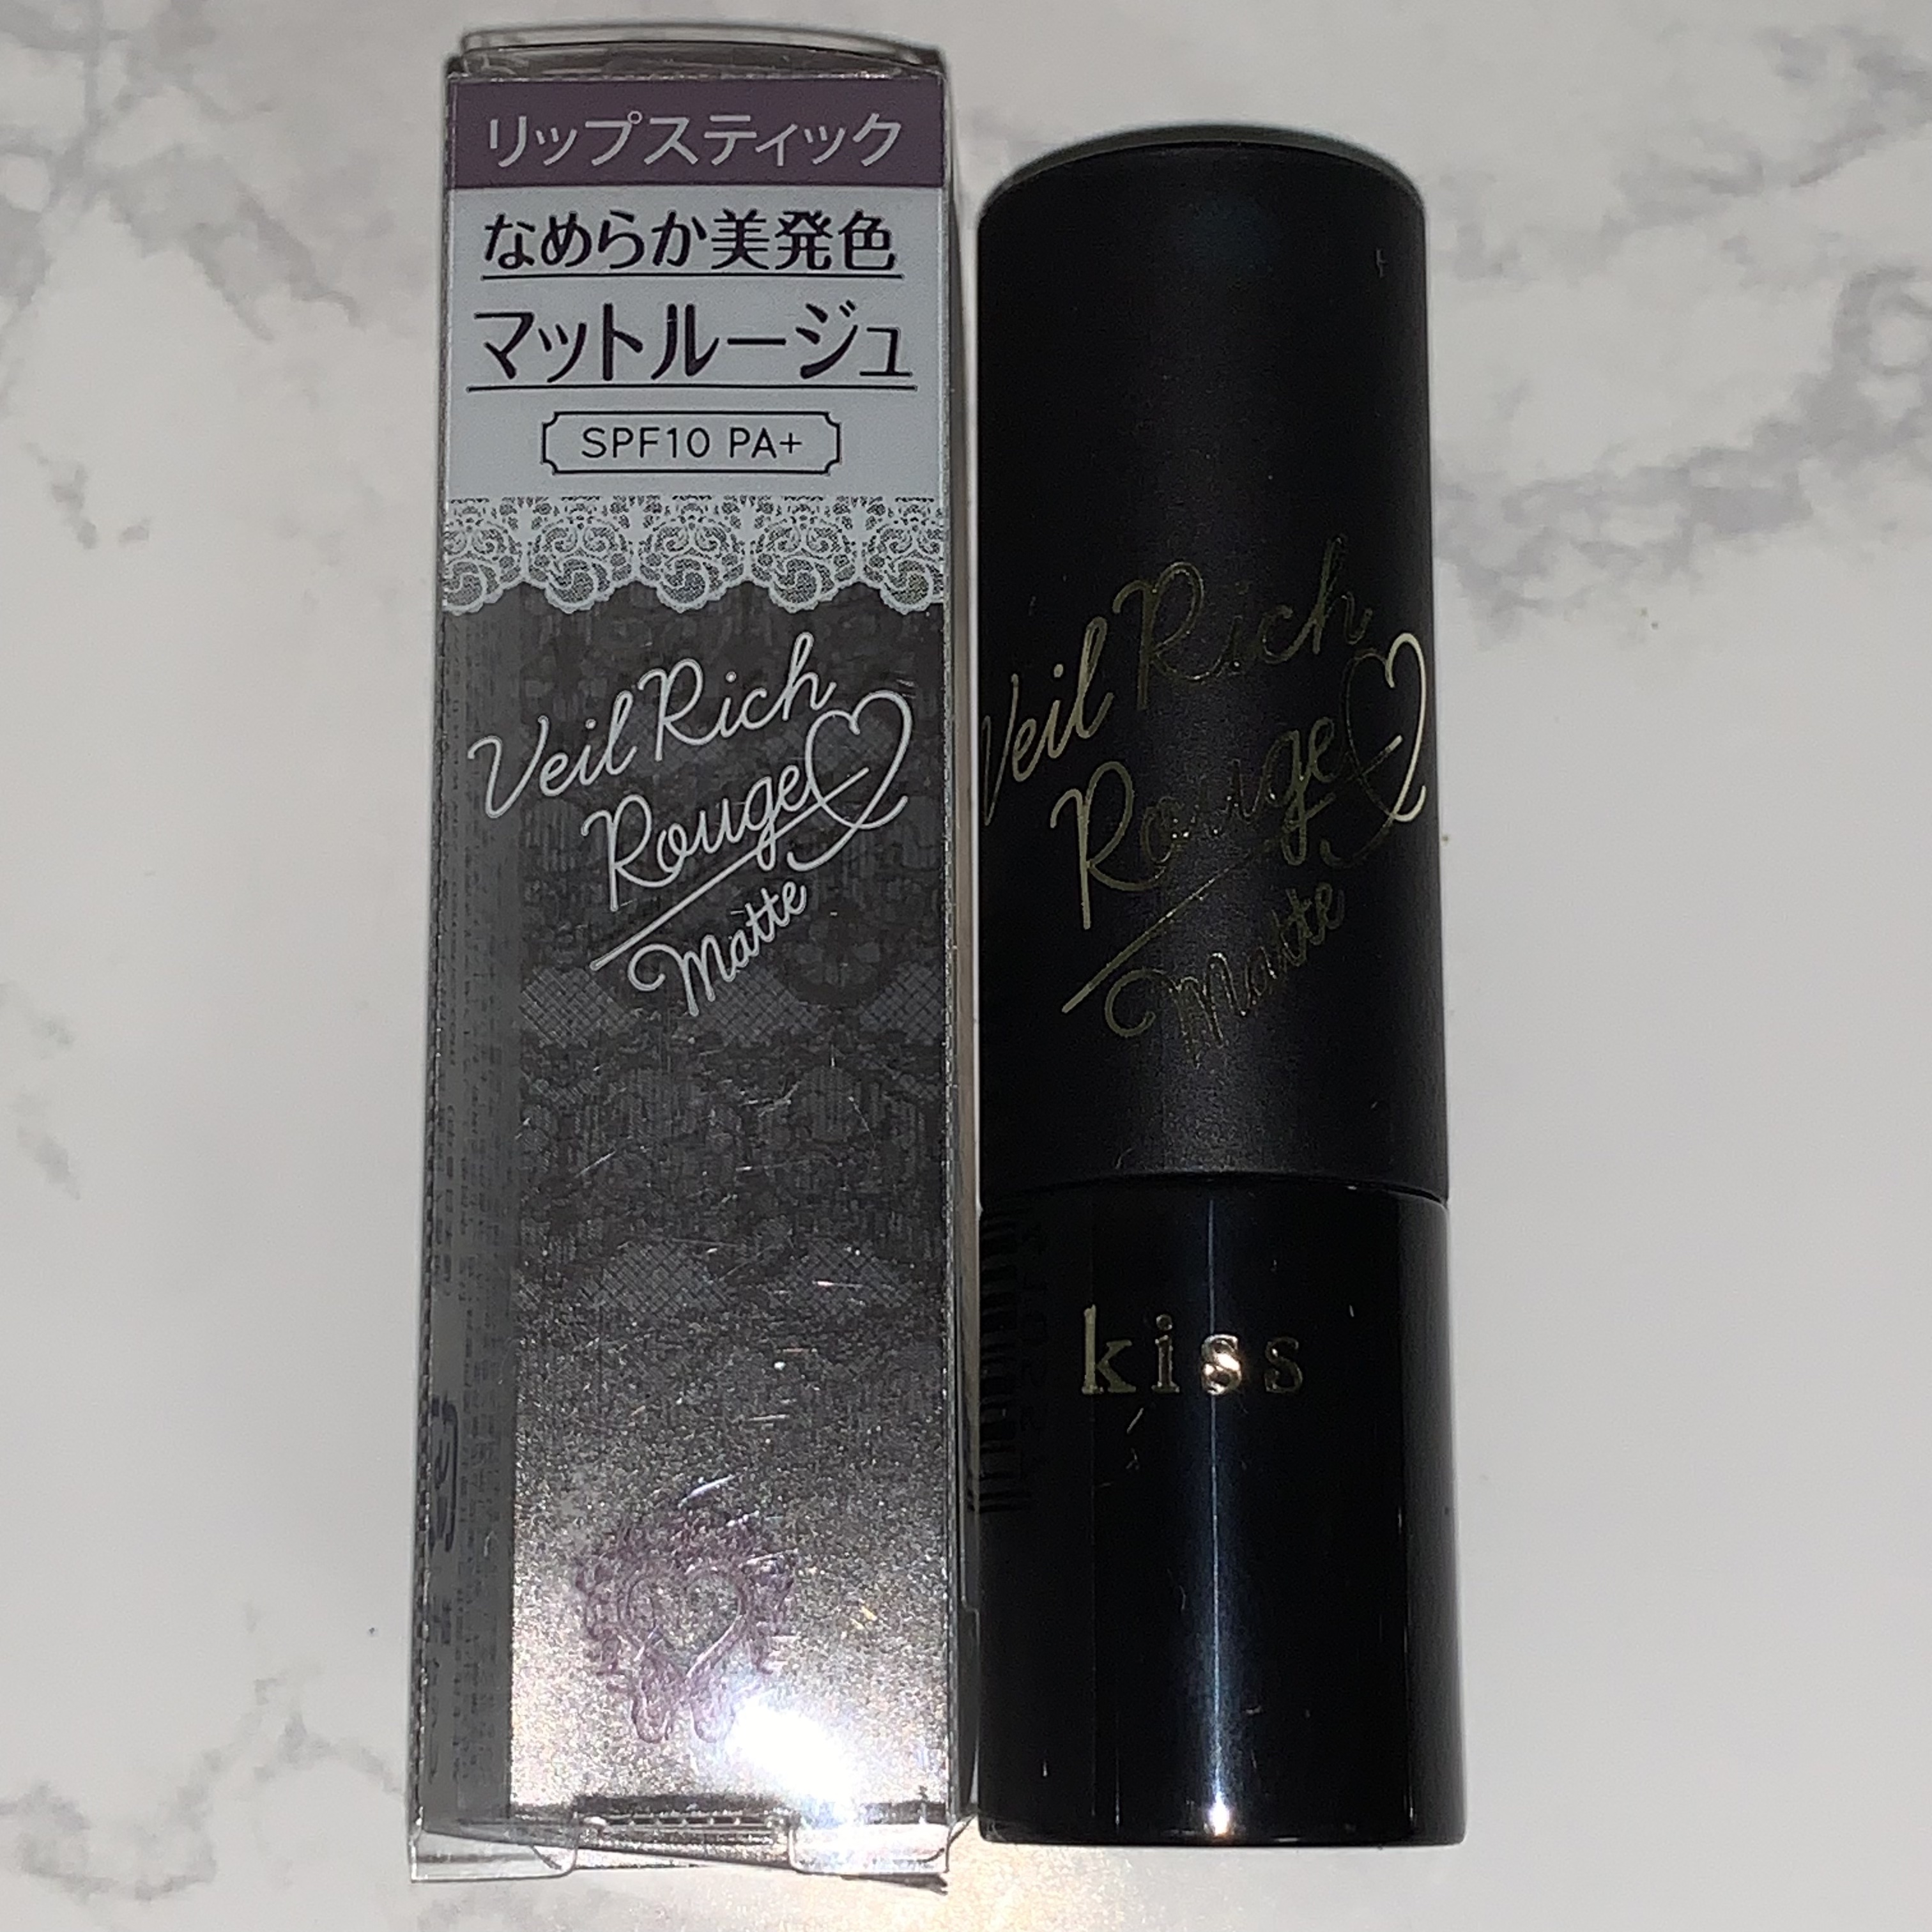 リップスティック
なめらか美発色
マットルージュ
SPF10 PA+
Veil Rich
Rouge
Matte
Veil Rich
Rouge
Matte
kiss